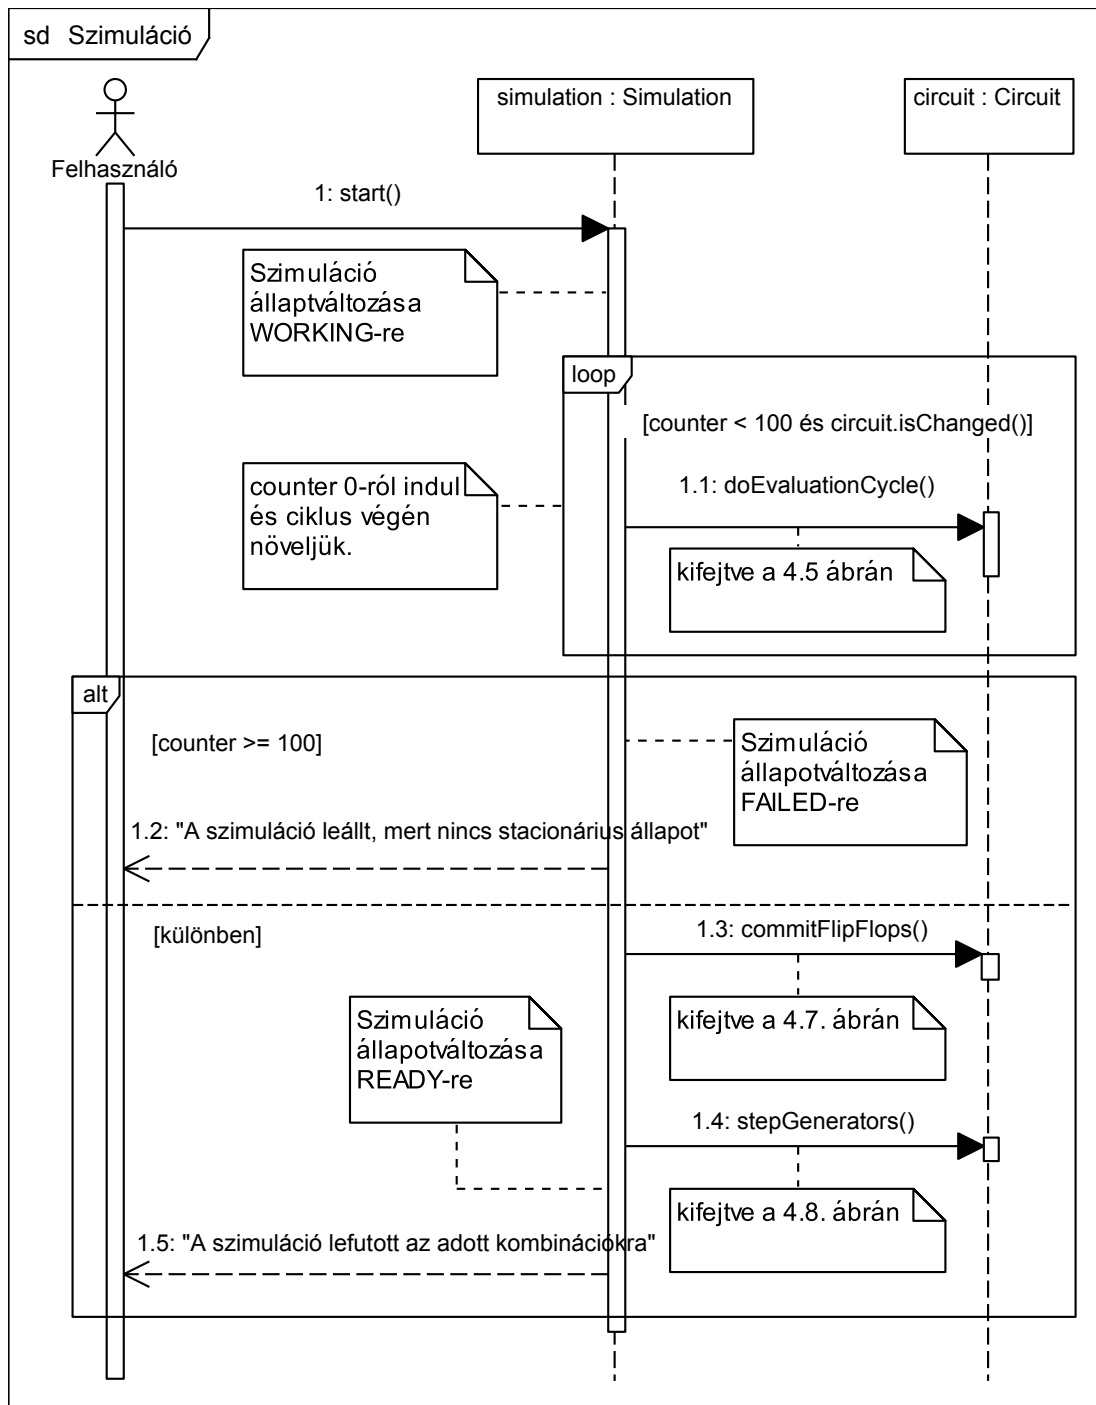 sd Szimuláció
simulation : Simulation
circuit : Circuit
Felhasználó
1: start()
Szimuláció
állaptváltozása
WORKING-re
loop
[counter < 100 és circuit.isChanged()]
counter 0-ról indul
és ciklus végén
növeljük.
1.1: doEvaluationCycle()
kifejtve a 4.5 ábrán
alt
[counter >= 100]
Szimuláció
állapotváltozása
FAILED-re
1.2: "A szimuláció leállt, mert nincs stacionárius állapot"
[különben]
1.3: commitFlipFlops()
kifejtve a 4.7. ábrán
Szimuláció
állapotváltozása
READY-re
1.4: stepGenerators()
kifejtve a 4.8. ábrán
1.5: "A szimuláció lefutott az adott kombinációkra"